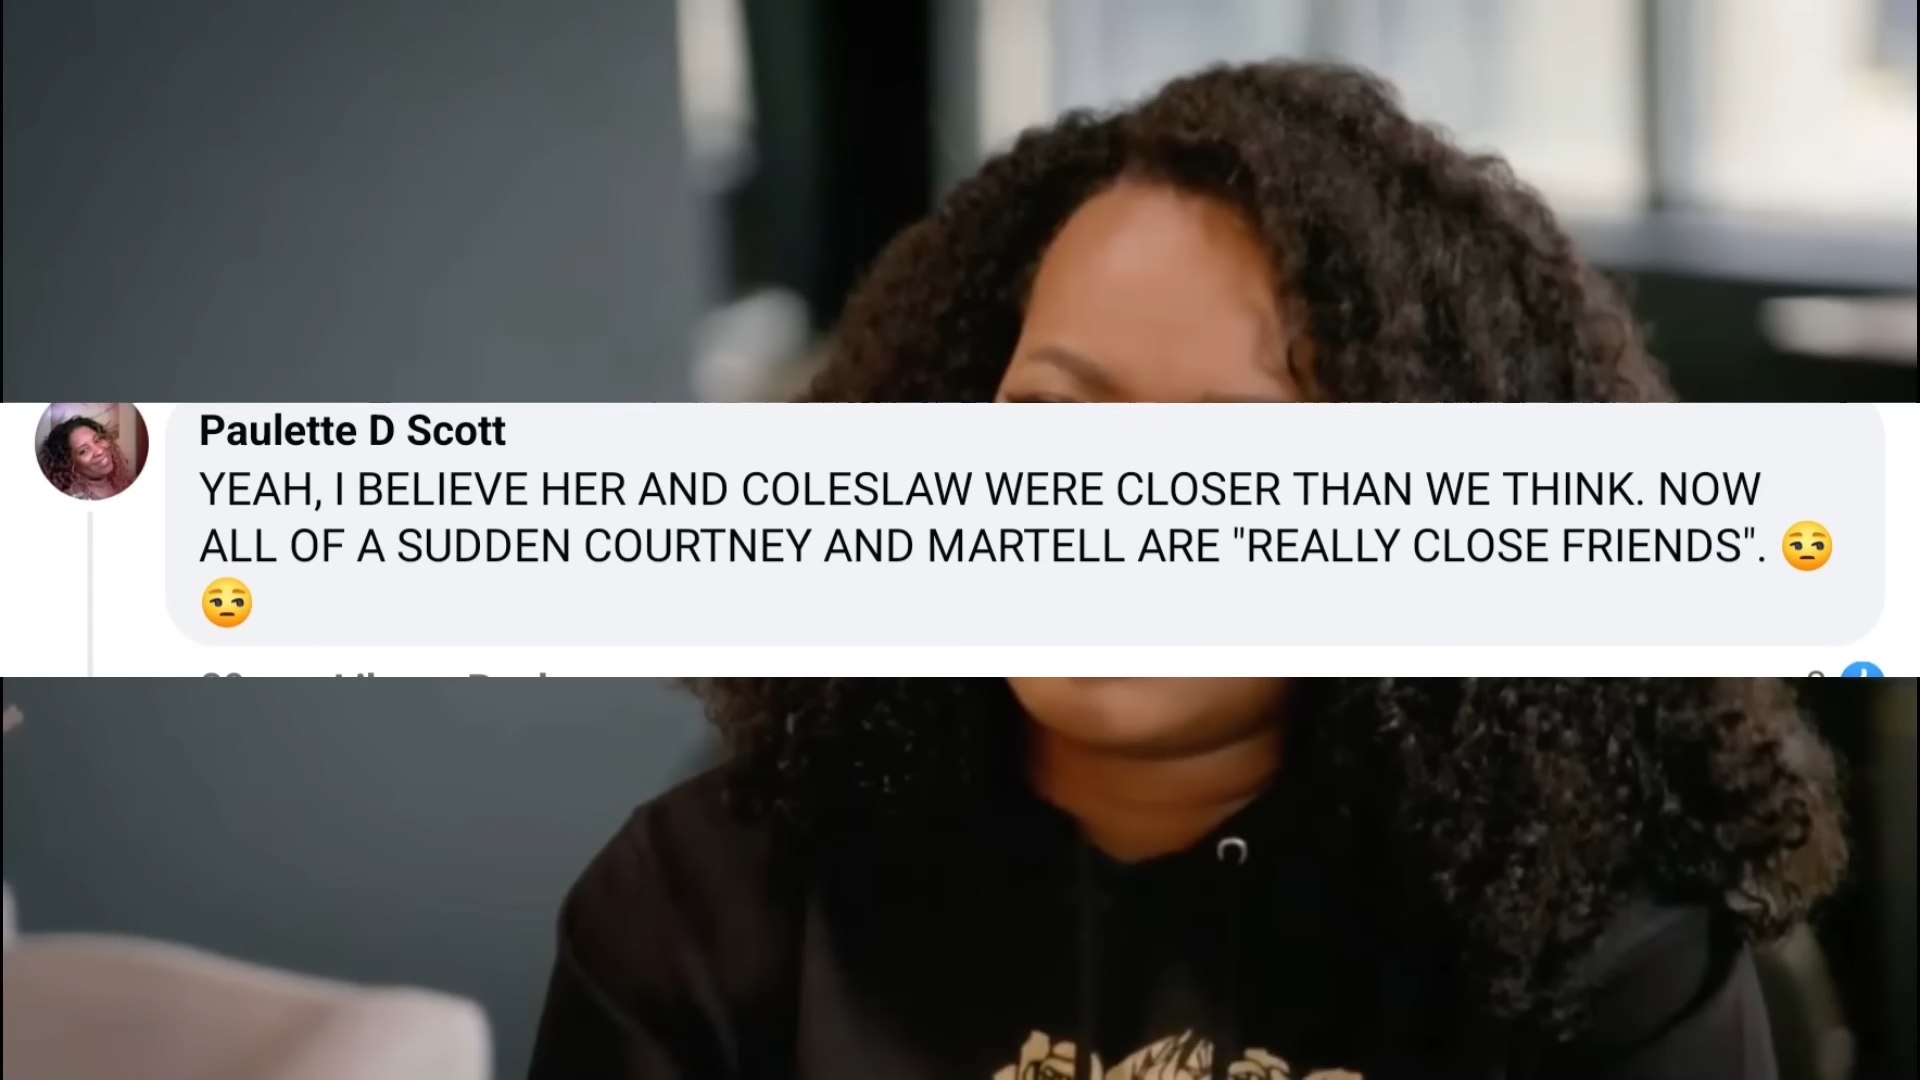 Paulette D Scott
YEAH, I BELIEVE HER AND COLESLAW WERE CLOSER THAN WE THINK. NOW
ALL OF A SUDDEN COURTNEY AND MARTELL ARE "REALLY CLOSE FRIENDS". 😒
😒